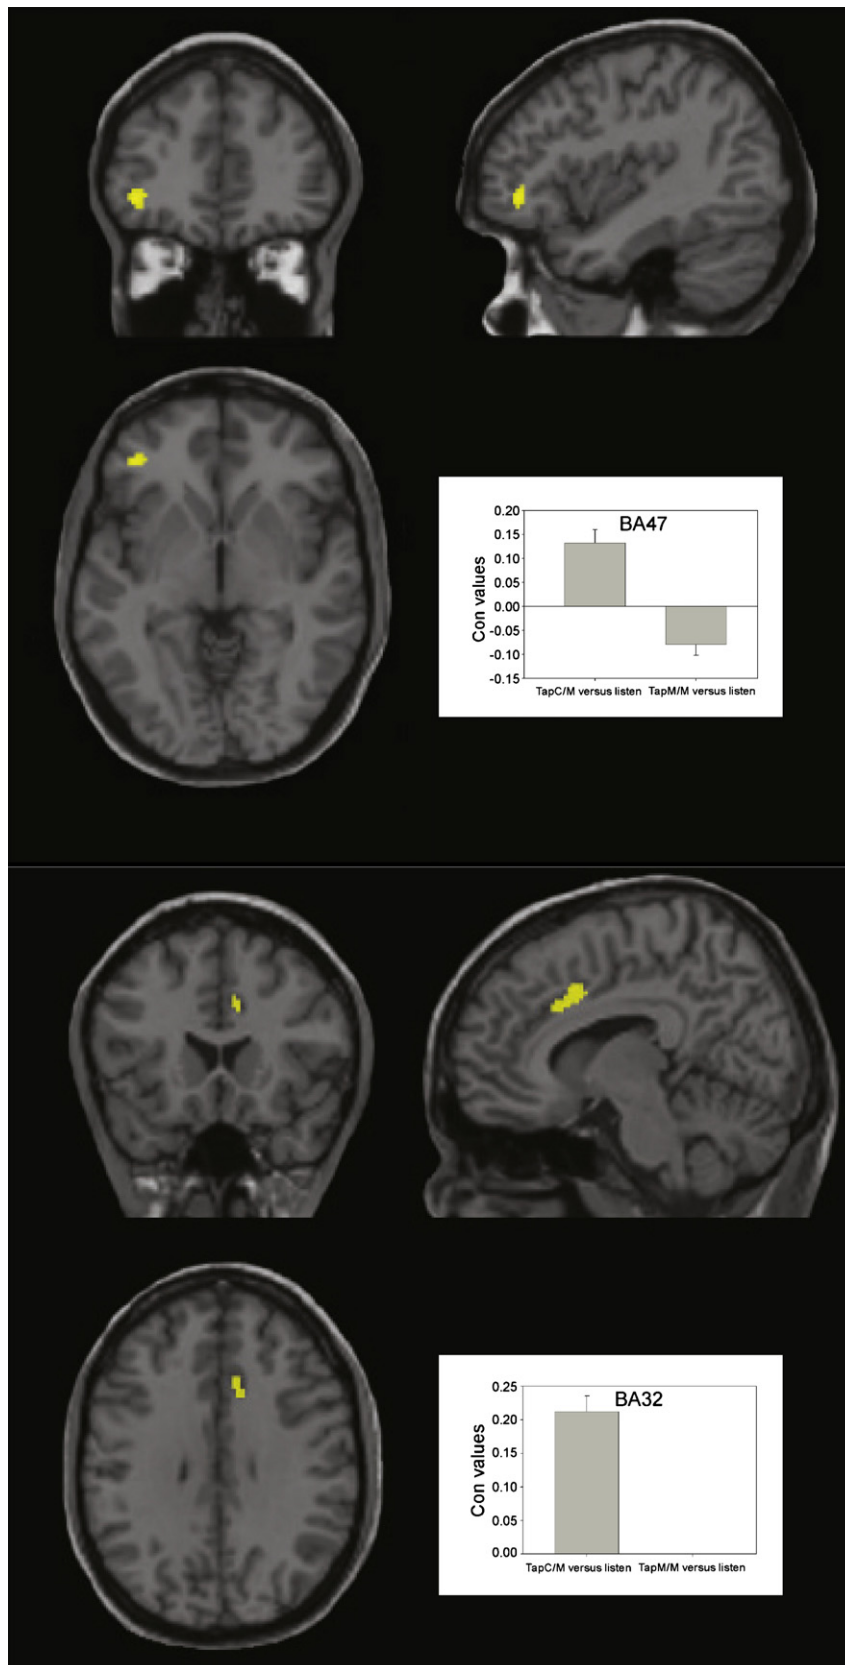 BA47
Con values
0.20
0.15
0.10
0.05
0.00
-0.05
-0.10
-0.15
TapC/M versus listen TapM/M versus listen
BA32
Con values
0.25
0.20
0.15
0.10
0.05
0.00
TapC/M versus listen TapM/M versus listen